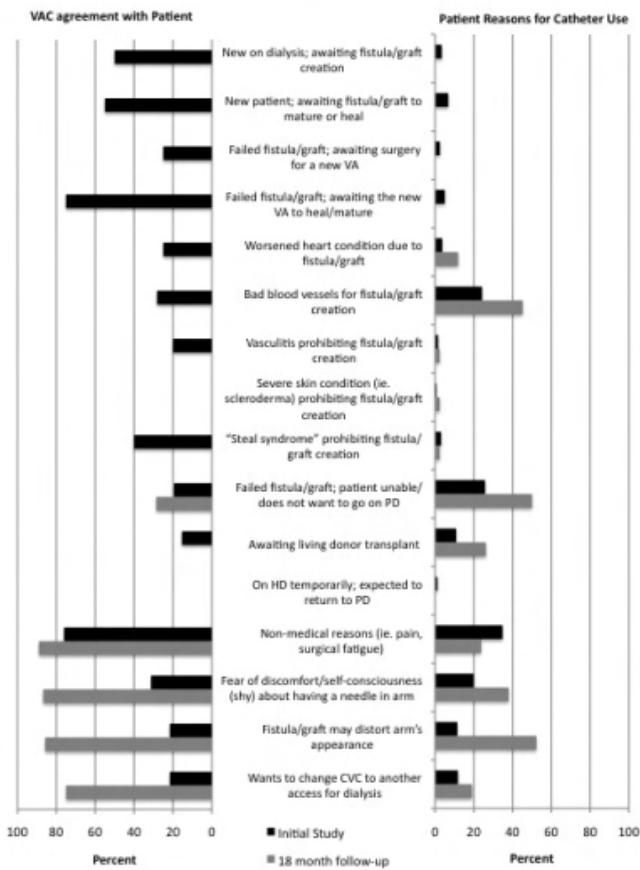 VAC agreement with Patient
Patient Reasons for Catheter Use
New on dialysis; awaiting fistula/graft
creation
New patient; awaiting fistula/graft to
mature or heal
Failed fistula/graft; awaiting surgery
for a new VA
Failed fistula/graft; awaiting the new
VA to heal/mature
Worsened heart condition due to
fistula/graft
Bad blood vessels for fistula/graft
creation
Vasculitis prohibiting fistula/graft
creation
Severe skin condition (ie.
scleroderma) prohibiting fistula/graft
creation
"Steal syndrome" prohibiting fistula/
graft creation
Failed fistula/graft; patient unable/
does not want to go on PD
Awaiting living donor transplant
On HD temporarily; expected to
return to PD
Non-medical reasons (ie. pain,
surgical fatigue)
Fear of discomfort/self-consciousness
(shy) about having a needle in arm
Fistula/graft may distort arm's
appearance
Wants to change CVC to another
access for dialysis
100 80 60 40 20 0
0 20 40 60 80 100
Percent
Initial Study
18 month follow-up
Percent